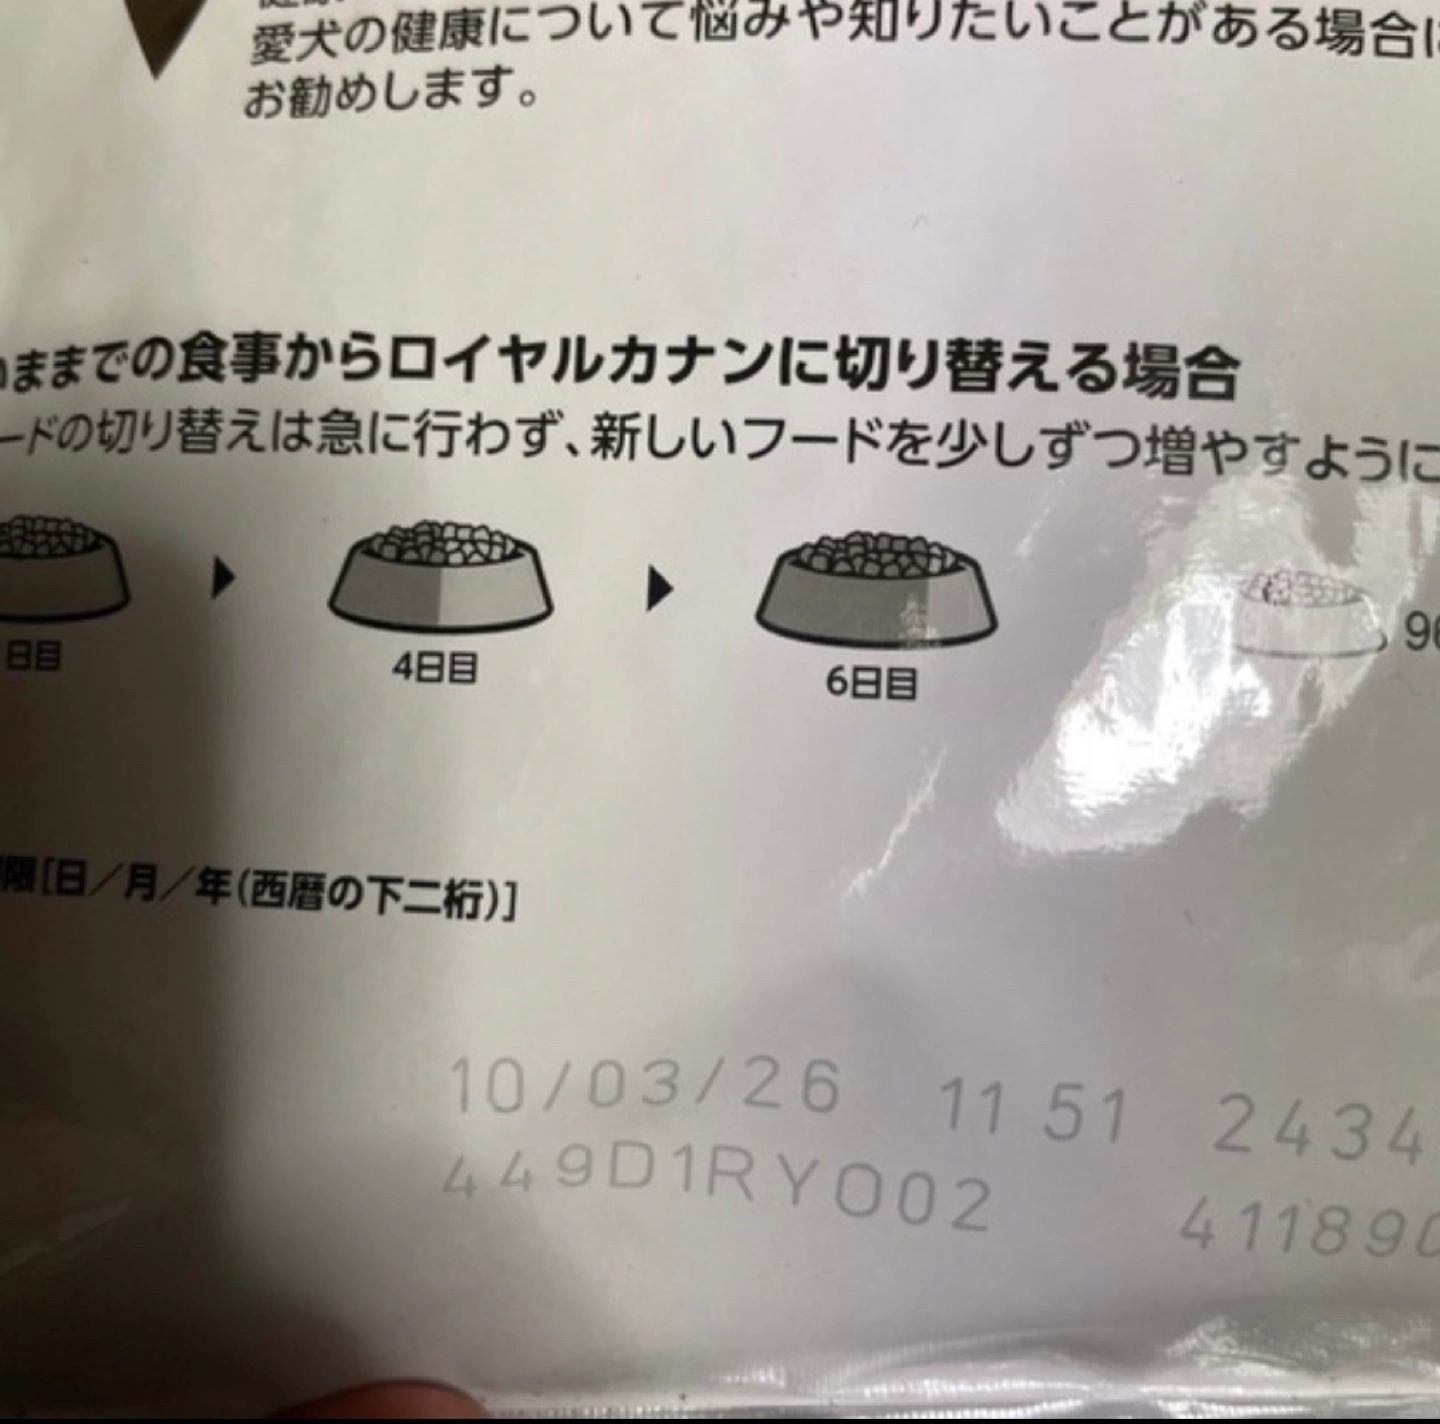 愛犬の健康について悩みや知りたいことがある場合に
お勧めします。
ままでの食事からロイヤルカナンに切り替える場合
ードの切り替えは急に行わず、新しいフードを少しずつ増やすように
日目 4日目 6日目 96
限[日／月／年(西暦の下二桁)]
10/03/26 11 51 2434
449D1RYO02 41189